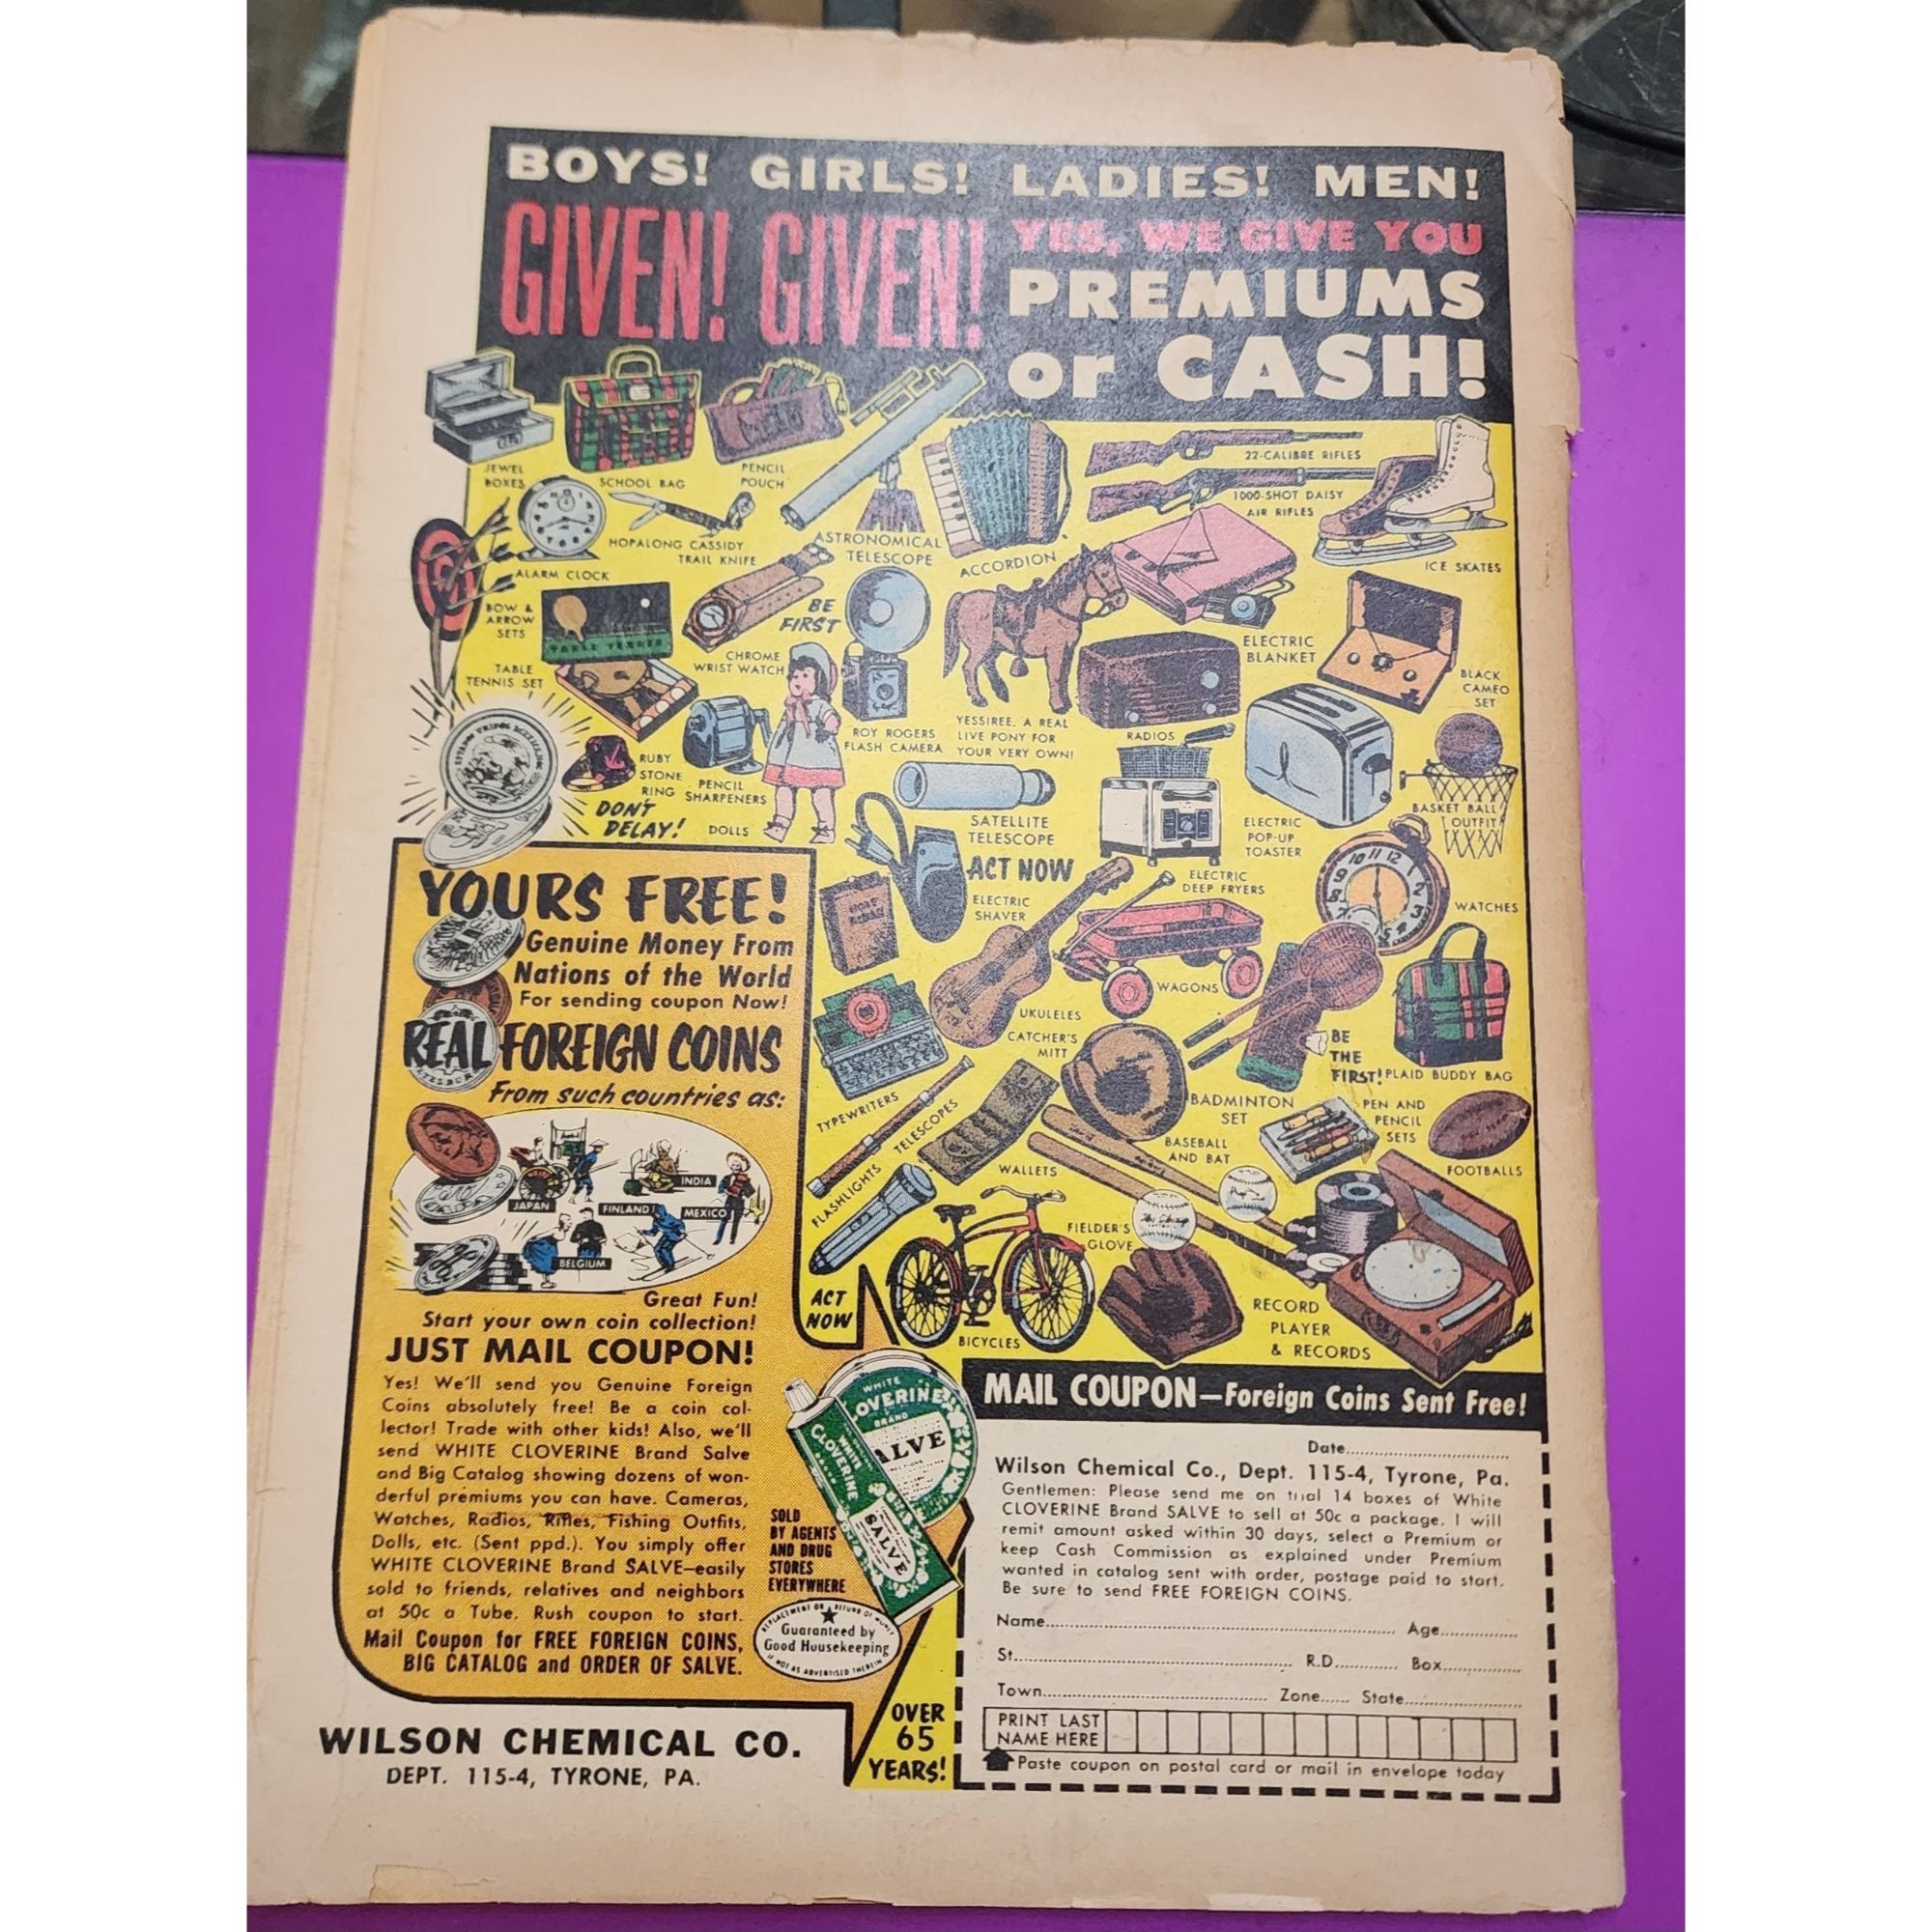 BOYS! GIRLS! LADIES! MEN!
GIVEN! GIVEN!
YES, WE GIVE YOU
PREMIUMS
or CASH!
JEWEL
BOXES
SCHOOL BAG
PENCIL
POUCH
22-CALIBRE RIFLES
1000-SHOT DAISY
AIR RIFLES
ALARM CLOCK
HOPALONG CASSIDY
TRAIL KNIFE
ASTRONOMICAL
TELESCOPE
ACCORDION
ICE SKATES
BOW &
ARROW
SETS
TABLE TENNIS
TABLE
TENNIS SET
CHROME
WRIST WATCH
BE
FIRST
ROY ROGERS
FLASH CAMERA
YESSIREE, A REAL
LIVE PONY FOR
YOUR VERY OWN!
RADIOS
ELECTRIC
BLANKET
BLACK
CAMEO
SET
RUBY
STONE
RING
PENCIL
SHARPENERS
DON'T
DELAY!
DOLLS
SATELLITE
TELESCOPE
ELECTRIC
POP-UP
TOASTER
BASKET BALL
OUTFIT
ACT NOW
ELECTRIC
SHAVER
ELECTRIC
DEEP FRYERS
WATCHES
UKULELES
WAGONS
CATCHER'S
MITT
BE
THE
FIRST!
PLAID BUDDY BAG
TYPEWRITERS
TELESCOPES
BADMINTON
SET
PEN AND
PENCIL
SETS
FOOTBALLS
WALLETS
BASEBALL
AND BAT
FLASHLIGHTS
FIELDER'S
GLOVE
BICYCLES
RECORD
PLAYER
& RECORDS
ACT
NOW
YOURS FREE!
Genuine Money From
Nations of the World
For sending coupon Now!
REAL FOREIGN COINS
From such countries as:
JAPAN
INDIA
FINLAND
MEXICO
BELGIUM
Great Fun!
Start your own coin collection!
JUST MAIL COUPON!
Yes! We'll send you Genuine Foreign
Coins absolutely free! Be a coin col-
lector! Trade with other kids! Also, we'll
send WHITE CLOVERINE Brand Salve
and Big Catalog showing dozens of won-
derful premiums you can have. Cameras,
Watches, Radios, Rifles, Fishing Outfits,
Dolls, etc. (Sent ppd.). You simply offer
WHITE CLOVERINE Brand SALVE—easily
sold to friends, relatives and neighbors
at 50c a Tube. Rush coupon to start.
Mail Coupon for FREE FOREIGN COINS,
BIG CATALOG and ORDER OF SALVE.
WHITE
CLOVERINE
BRAND
SALVE
WHITE
CLOVERINE
SALVE
SOLD
BY AGENTS
AND DRUG
STORES
EVERYWHERE
REPLACEMENT OR REFUND OF MONEY
Guaranteed by
Good Housekeeping
IF NOT AS ADVERTISED THEREIN
WILSON CHEMICAL CO.
DEPT. 115-4, TYRONE, PA.
OVER
65
YEARS!
MAIL COUPON—Foreign Coins Sent Free!
Date
Wilson Chemical Co., Dept. 115-4, Tyrone, Pa.
Gentlemen: Please send me on trial 14 boxes of White
CLOVERINE Brand SALVE to sell at 50c a package. I will
remit amount asked within 30 days, select a Premium or
keep Cash Commission as explained under Premium
wanted in catalog sent with order, postage paid to start.
Be sure to send FREE FOREIGN COINS.
Name Age
St. R.D. Box
Town Zone State
PRINT LAST
NAME HERE
Paste coupon on postal card or mail in envelope today